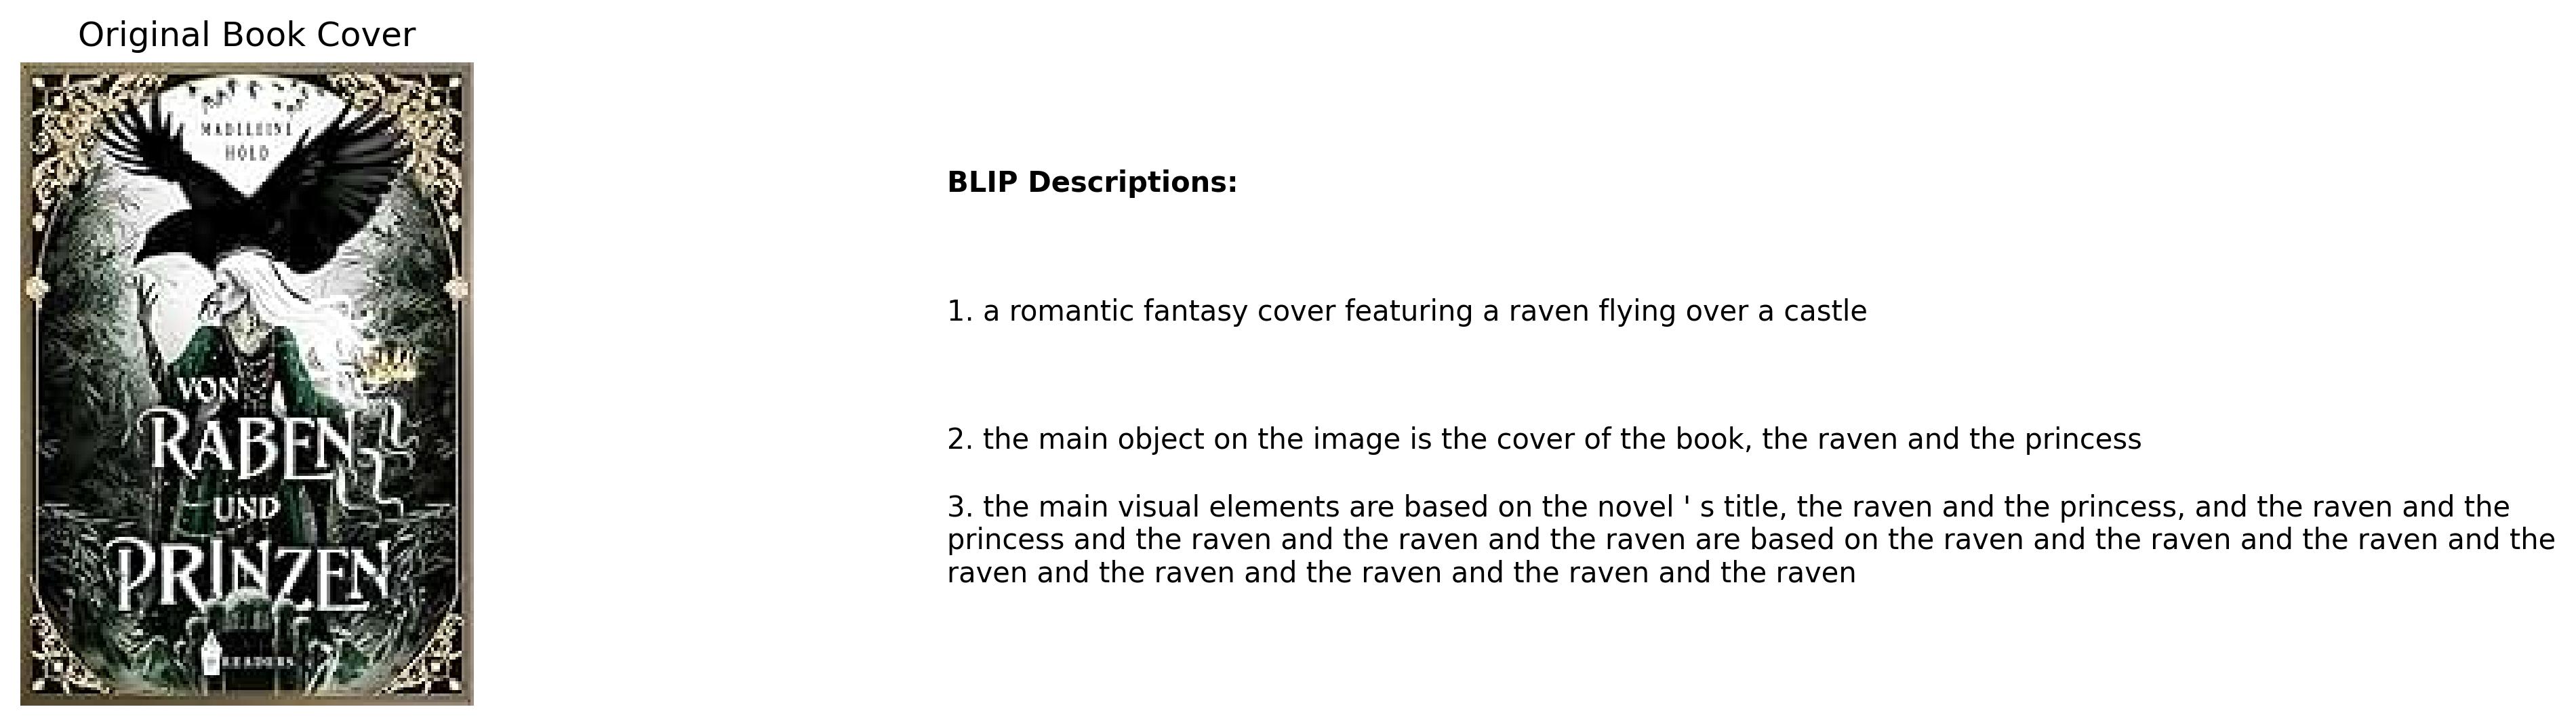 Original Book Cover
MADELEINE
HOLD
VON
RABEN
UND
PRINZEN
READERS
BLIP Descriptions:
1. a romantic fantasy cover featuring a raven flying over a castle
2. the main object on the image is the cover of the book, the raven and the princess
3. the main visual elements are based on the novel ' s title, the raven and the princess, and the raven and the
princess and the raven and the raven and the raven are based on the raven and the raven and the raven and the
raven and the raven and the raven and the raven and the raven